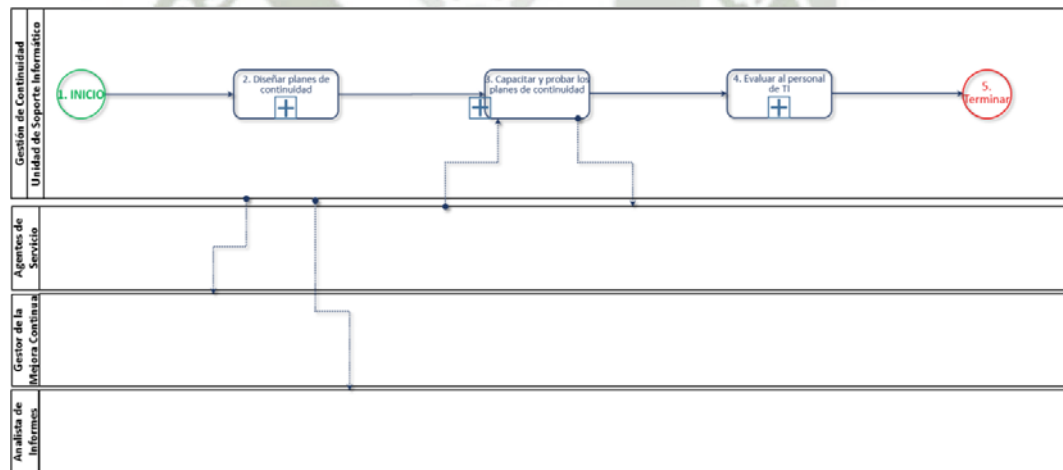 Gestión de Continuidad
Unidad de Soporte Informático
1. INICIO
2. Diseñar planes de
continuidad
3. Capacitar y probar los
planes de continuidad
4. Evaluar al personal
de TI
5.
Terminar
Agentes de
Servicio
Gestor de la
Mejora Continua
Analista de
Informes